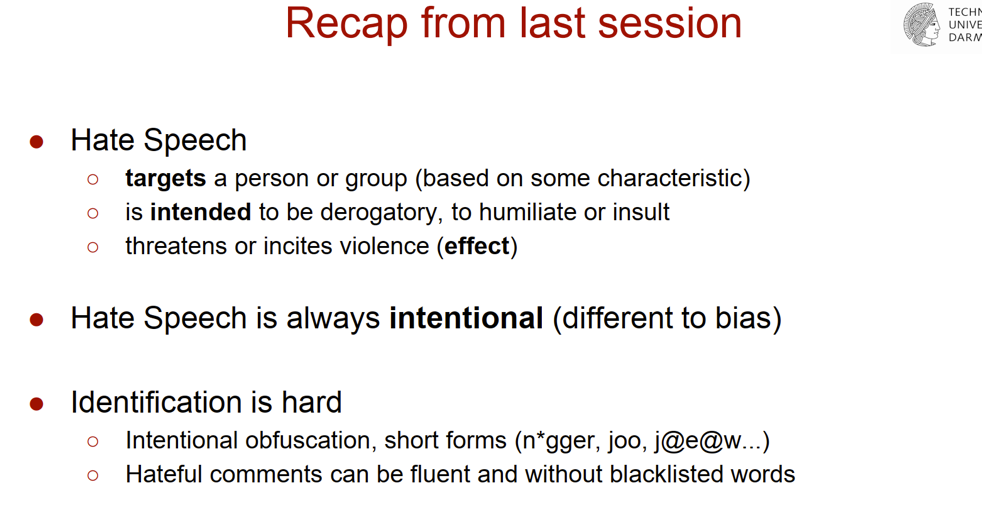 Recap from last session
TECHN
UNIVE
DARM
● Hate Speech
○ targets a person or group (based on some characteristic)
○ is intended to be derogatory, to humiliate or insult
○ threatens or incites violence (effect)
● Hate Speech is always intentional (different to bias)
● Identification is hard
○ Intentional obfuscation, short forms (n*gger, joo, j@e@w...)
○ Hateful comments can be fluent and without blacklisted words